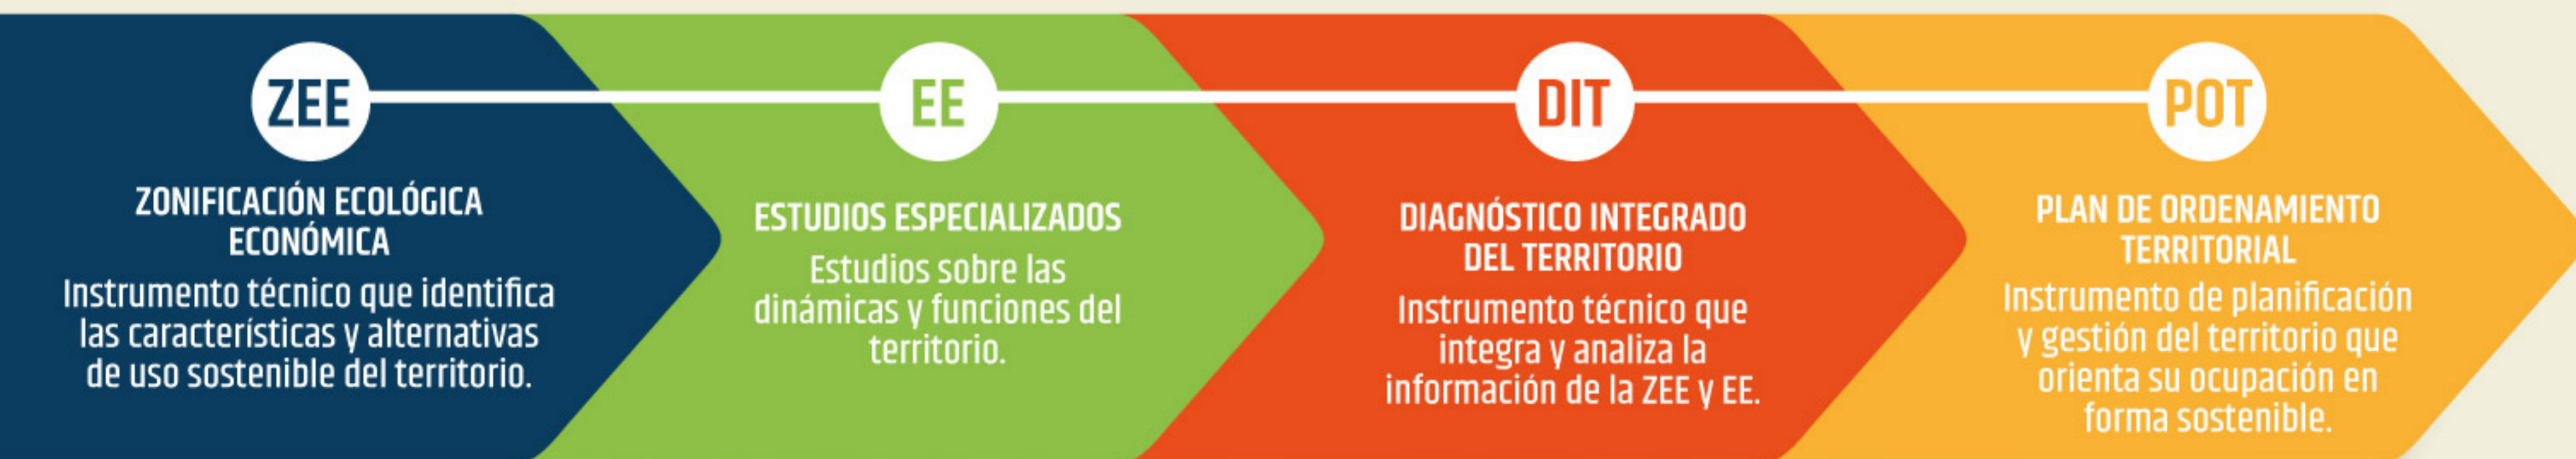 ZEE
ZONIFICACIÓN ECOLÓGICA
ECONÓMICA
Instrumento técnico que identifica
las características y alternativas
de uso sostenible del territorio.
EE
ESTUDIOS ESPECIALIZADOS
Estudios sobre las
dinámicas y funciones del
territorio.
DIT
DIAGNÓSTICO INTEGRADO
DEL TERRITORIO
Instrumento técnico que
integra y analiza la
información de la ZEE y EE.
POT
PLAN DE ORDENAMIENTO
TERRITORIAL
Instrumento de planificación
y gestión del territorio que
orienta su ocupación en
forma sostenible.